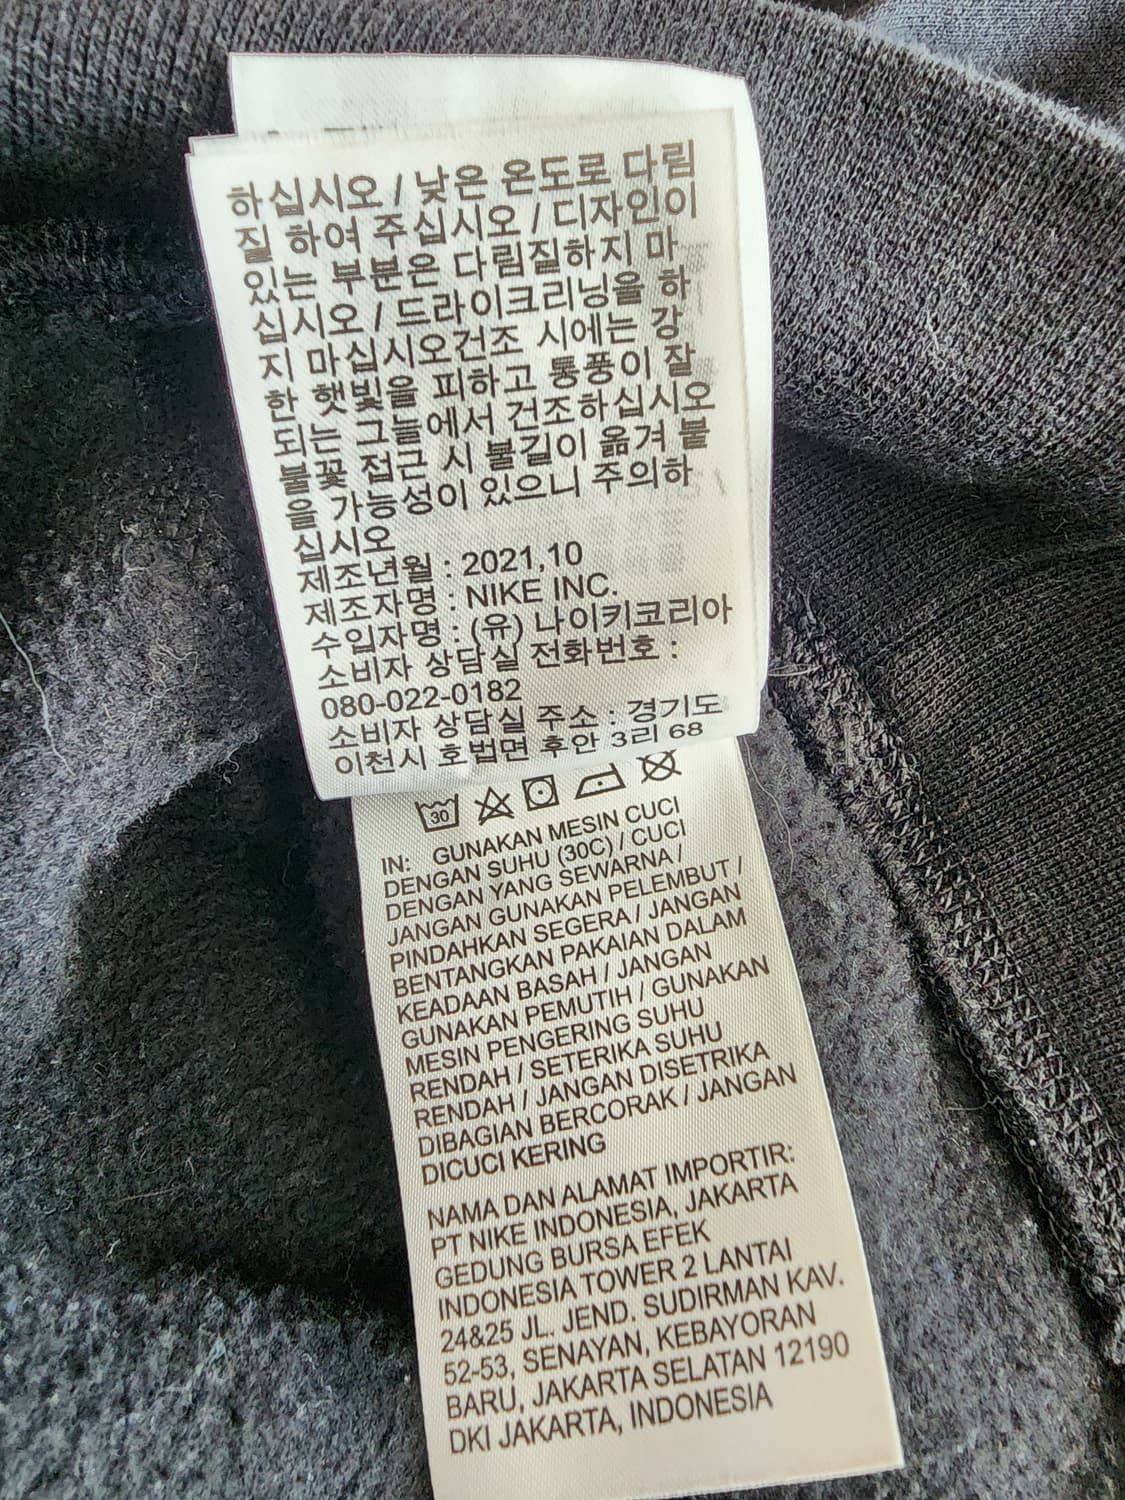 하십시오 / 낮은 온도로 다림
질 하여 주십시오 / 디자인이
있는 부분은 다림질하지 마
십시오 / 드라이크리닝을 하
지 마십시오건조 시에는 강
한 햇빛을 피하고 통풍이 잘
되는 그늘에서 건조하십시오
불꽃 접근 시 불길이 옮겨 붙
을 가능성이 있으니 주의하
십시오
제조년월 : 2021,10
제조자명 : NIKE INC.
수입자명 : (유) 나이키코리아
소비자 상담실 전화번호 :
080-022-0182
소비자 상담실 주소 : 경기도
이천시 호법면 후안 3리 68
30
IN: GUNAKAN MESIN CUCI
DENGAN SUHU (30C) / CUCI
DENGAN YANG SEWARNA /
JANGAN GUNAKAN PELEMBUT /
PINDAHKAN SEGERA / JANGAN
BENTANGKAN PAKAIAN DALAM
KEADAAN BASAH / JANGAN
GUNAKAN PEMUTIH / GUNAKAN
MESIN PENGERING SUHU
RENDAH / SETERIKA SUHU
RENDAH / JANGAN DISETRIKA
DIBAGIAN BERCORAK / JANGAN
DICUCI KERING
NAMA DAN ALAMAT IMPORTIR:
PT NIKE INDONESIA, JAKARTA
GEDUNG BURSA EFEK
INDONESIA TOWER 2 LANTAI
24&25 JL. JEND. SUDIRMAN KAV.
52-53, SENAYAN, KEBAYORAN
BARU, JAKARTA SELATAN 12190
DKI JAKARTA, INDONESIA